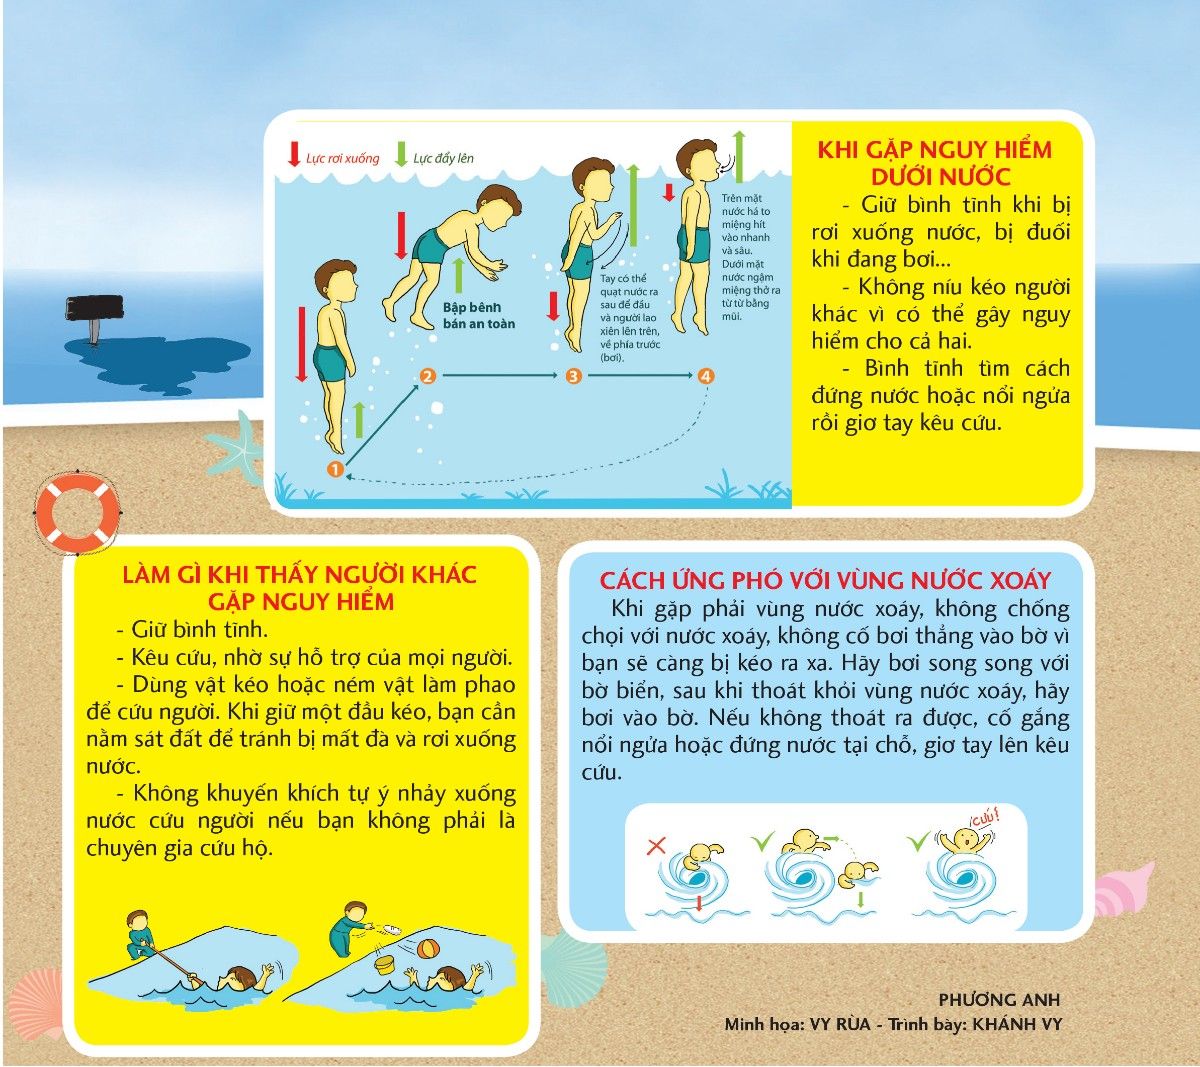 Lực rơi xuống
Lực đẩy lên
Bập bênh
bán an toàn
Tay có thể
quạt nước ra
sau để đầu
và người lao
xiên lên trên,
về phía trước
(bơi).
Trên mặt
nước há to
miệng hít
vào nhanh
và sâu.
Dưới mặt
nước ngậm
miệng thở ra
từ từ bằng
mũi.
1
2
3
4
KHI GẶP NGUY HIỂM
DƯỚI NƯỚC
- Giữ bình tĩnh khi bị
rơi xuống nước, bị đuối
khi đang bơi...
- Không níu kéo người
khác vì có thể gây nguy
hiểm cho cả hai.
- Bình tĩnh tìm cách
đứng nước hoặc nổi ngửa
rồi giơ tay kêu cứu.
LÀM GÌ KHI THẤY NGƯỜI KHÁC
GẶP NGUY HIỂM
- Giữ bình tĩnh.
- Kêu cứu, nhờ sự hỗ trợ của mọi người.
- Dùng vật kéo hoặc ném vật làm phao
để cứu người. Khi giữ một đầu kéo, bạn cần
nằm sát đất để tránh bị mất đà và rơi xuống
nước.
- Không khuyến khích tự ý nhảy xuống
nước cứu người nếu bạn không phải là
chuyên gia cứu hộ.
CÁCH ỨNG PHÓ VỚI VÙNG NƯỚC XOÁY
Khi gặp phải vùng nước xoáy, không chống
chọi với nước xoáy, không cố bơi thẳng vào bờ vì
bạn sẽ càng bị kéo ra xa. Hãy bơi song song với
bờ biển, sau khi thoát khỏi vùng nước xoáy, hãy
bơi vào bờ. Nếu không thoát ra được, cố gắng
nổi ngửa hoặc đứng nước tại chỗ, giơ tay lên kêu
cứu.
CỨU!
PHƯƠNG ANH
Minh họa: VY RÙA - Trình bày: KHÁNH VY